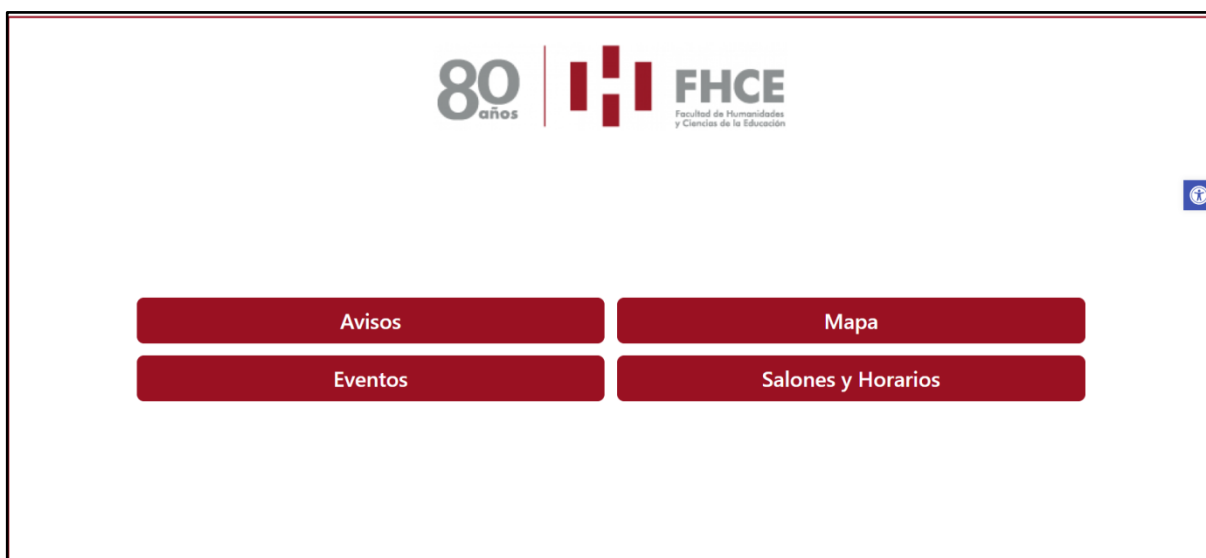 80
años
FHCE
Facultad de Humanidades
y Ciencias de la Educación
Avisos
Mapa
Eventos
Salones y Horarios